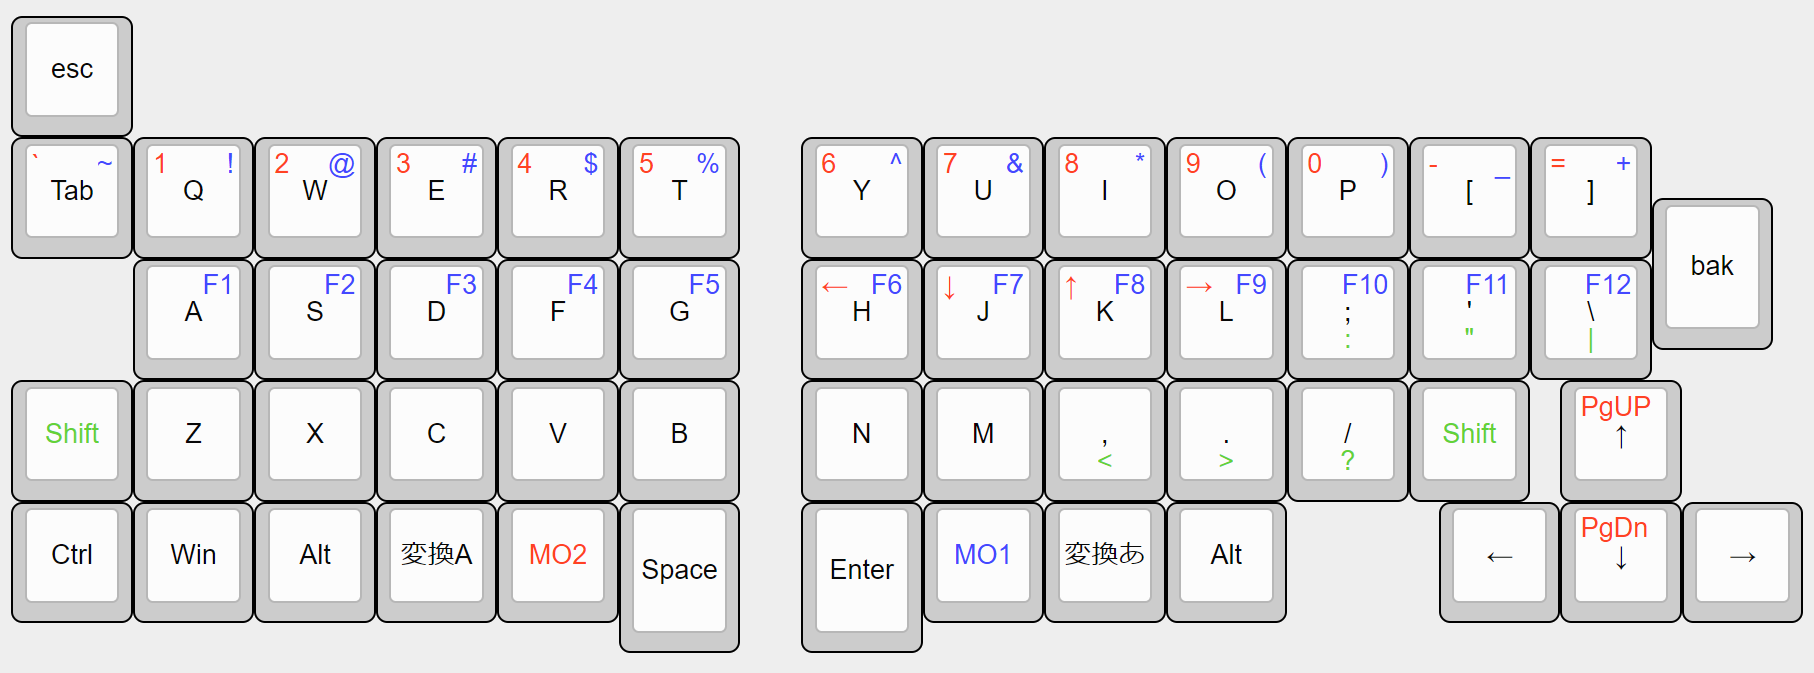 esc
` ~ 1 ! 2 @ 3 # 4 $ 5 % 6 ^ 7 & 8 * 9 ( 0 ) - _ = +
Tab Q W E R T Y U I O P [ ]
bak
F1 F2 F3 F4 F5 ← F6 ↓ F7 ↑ F8 → F9 F10 F11 F12
A S D F G H J K L ; ' \
: " |
PgUP
Shift Z X C V B N M , . / Shift ↑
< > ?
PgDn
Ctrl Win Alt 変換A MO2 Space Enter MO1 変換あ Alt ← ↓ →